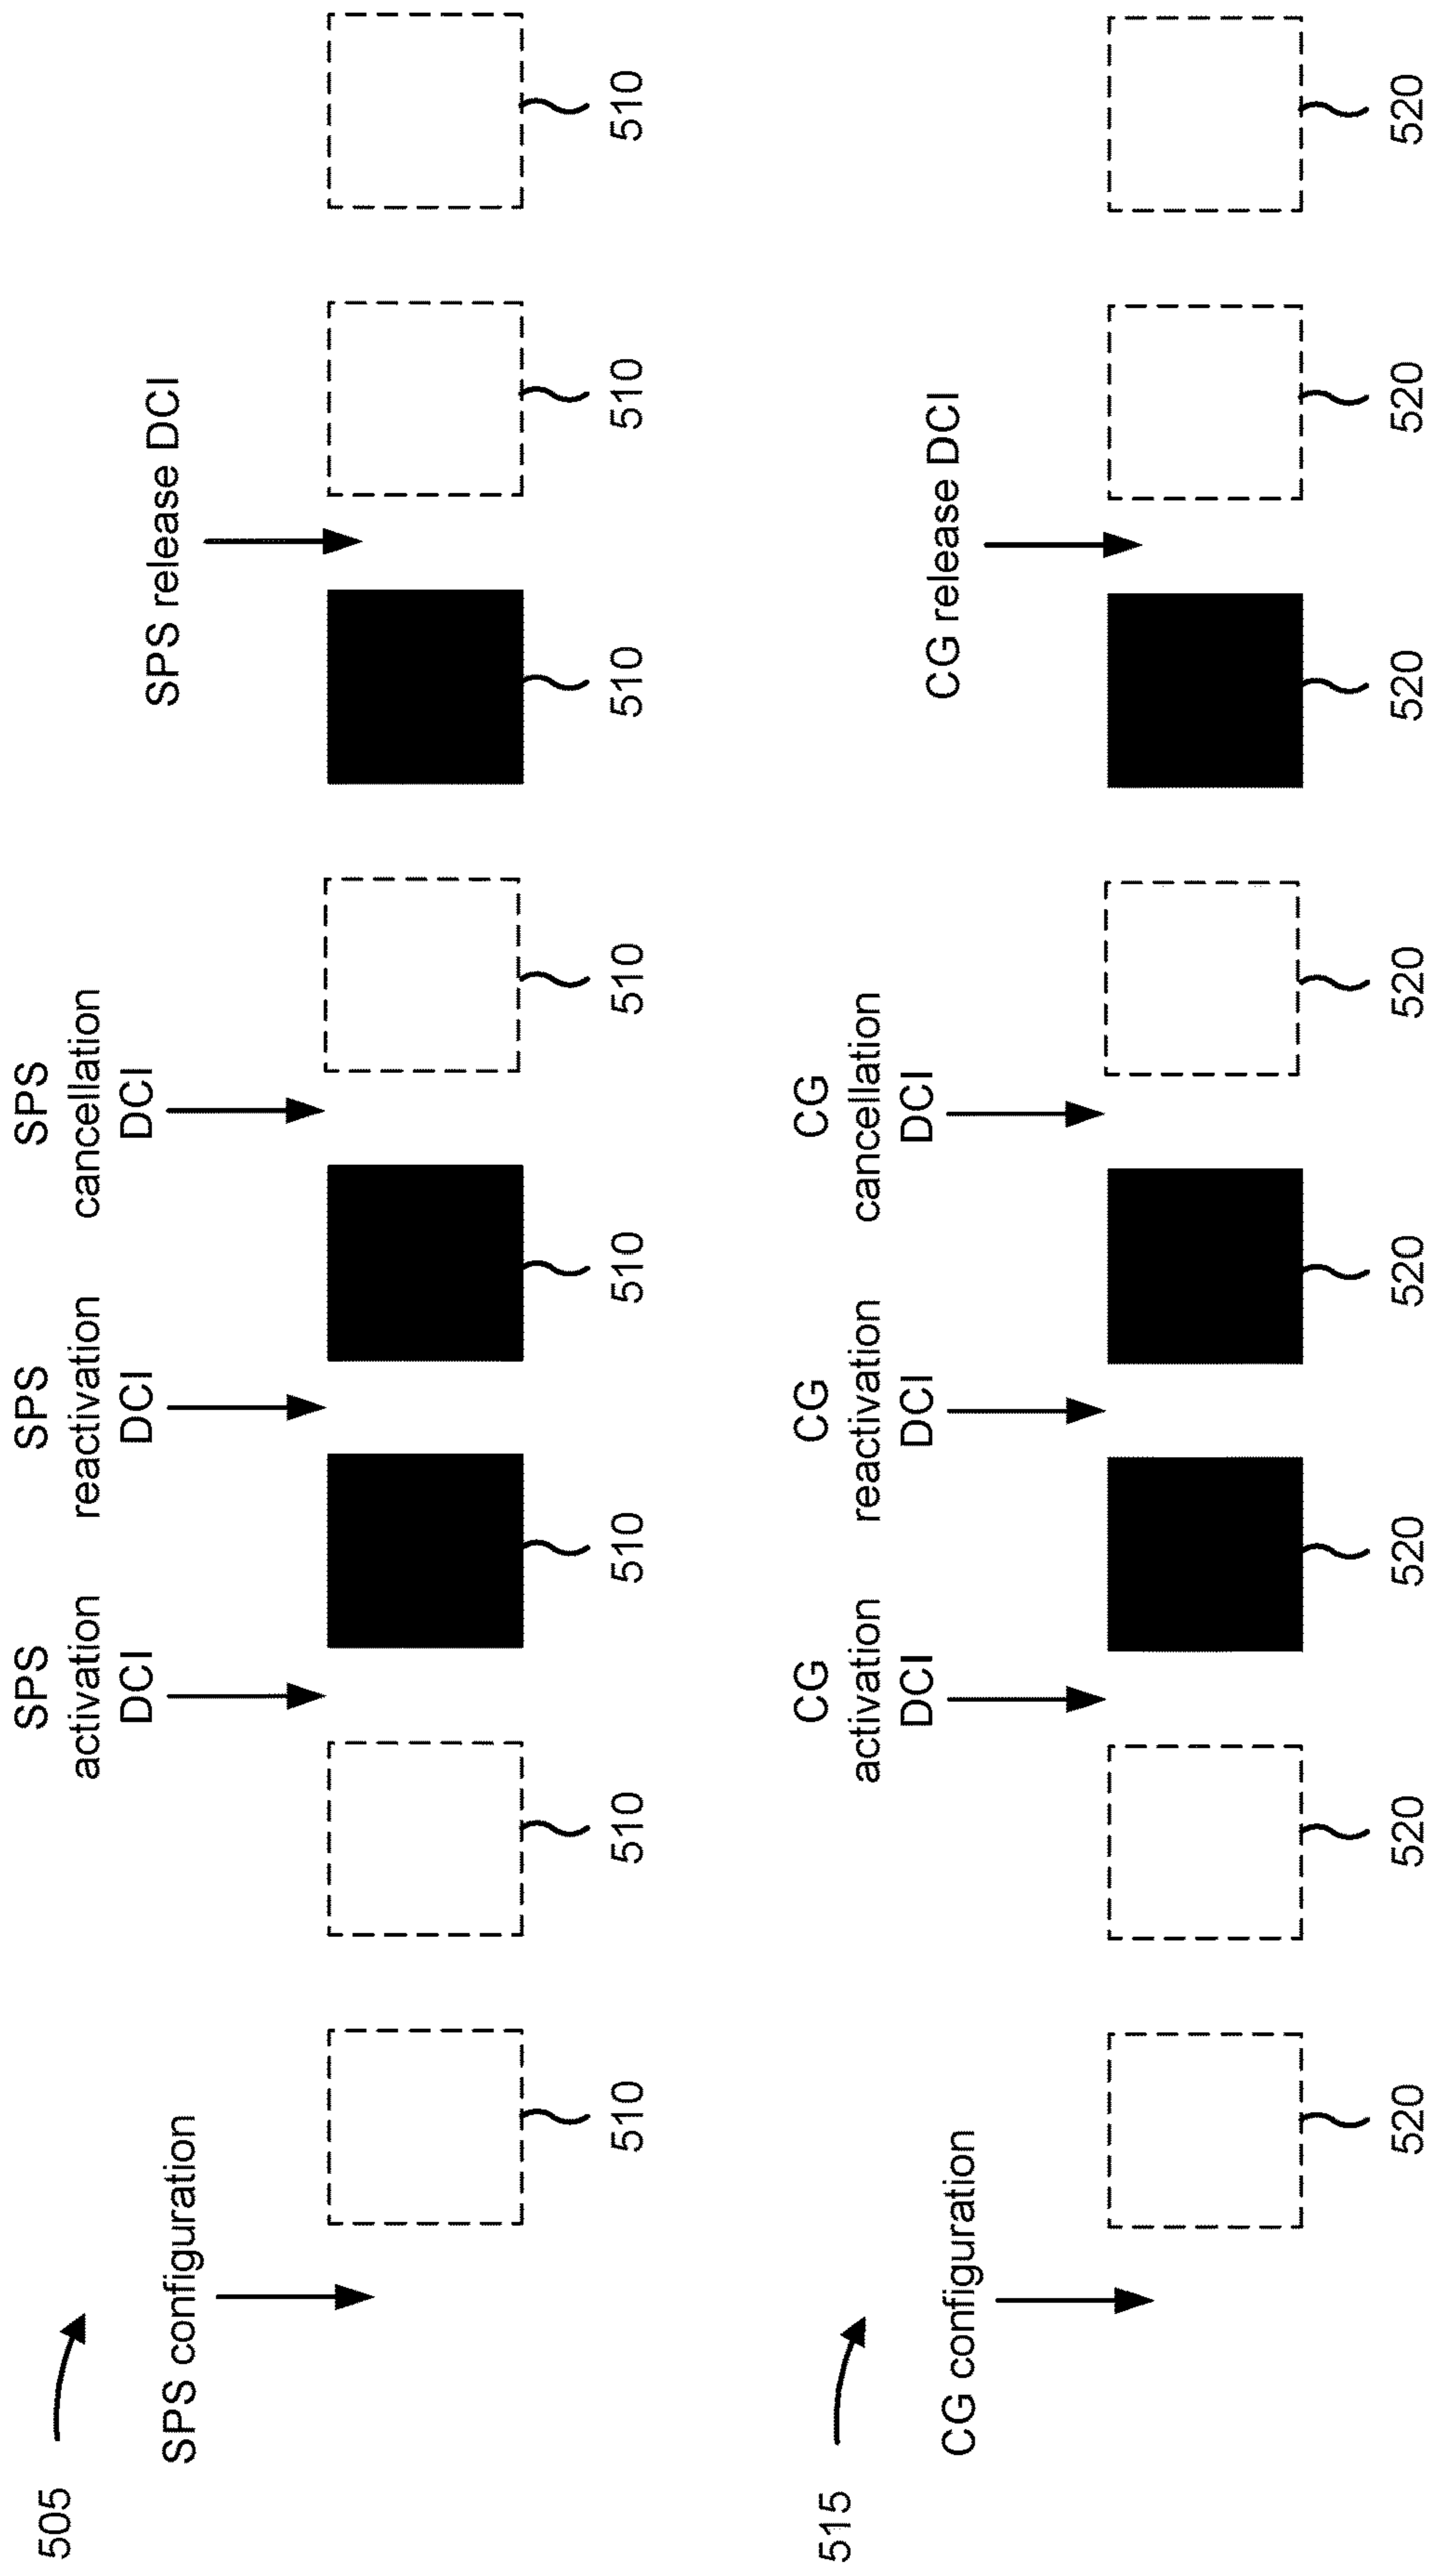 505
SPS configuration
SPS
activation
DCI
SPS
reactivation
DCI
SPS
cancellation
DCI
SPS release DCI
510
510
510
510
510
510
510
510
515
CG configuration
CG
activation
DCI
CG
reactivation
DCI
CG
cancellation
DCI
CG release DCI
520
520
520
520
520
520
520
520